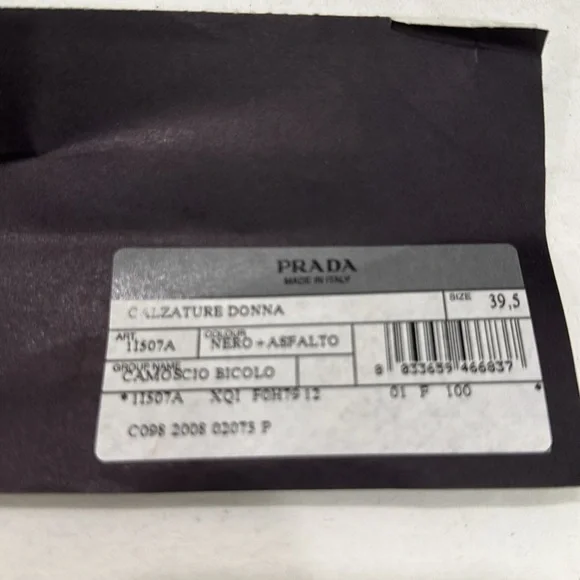 PRADA
MADE IN ITALY
CALZATURE DONNA
SIZE 39,5
ART. 11507A
COLOUR NERO + ASFALTO
8 033659 466837
GROUP NAME CAMOSCIO BICOLO
*11507A XQI F0H79 12 01 F 100 *
C098 2008 02075 P